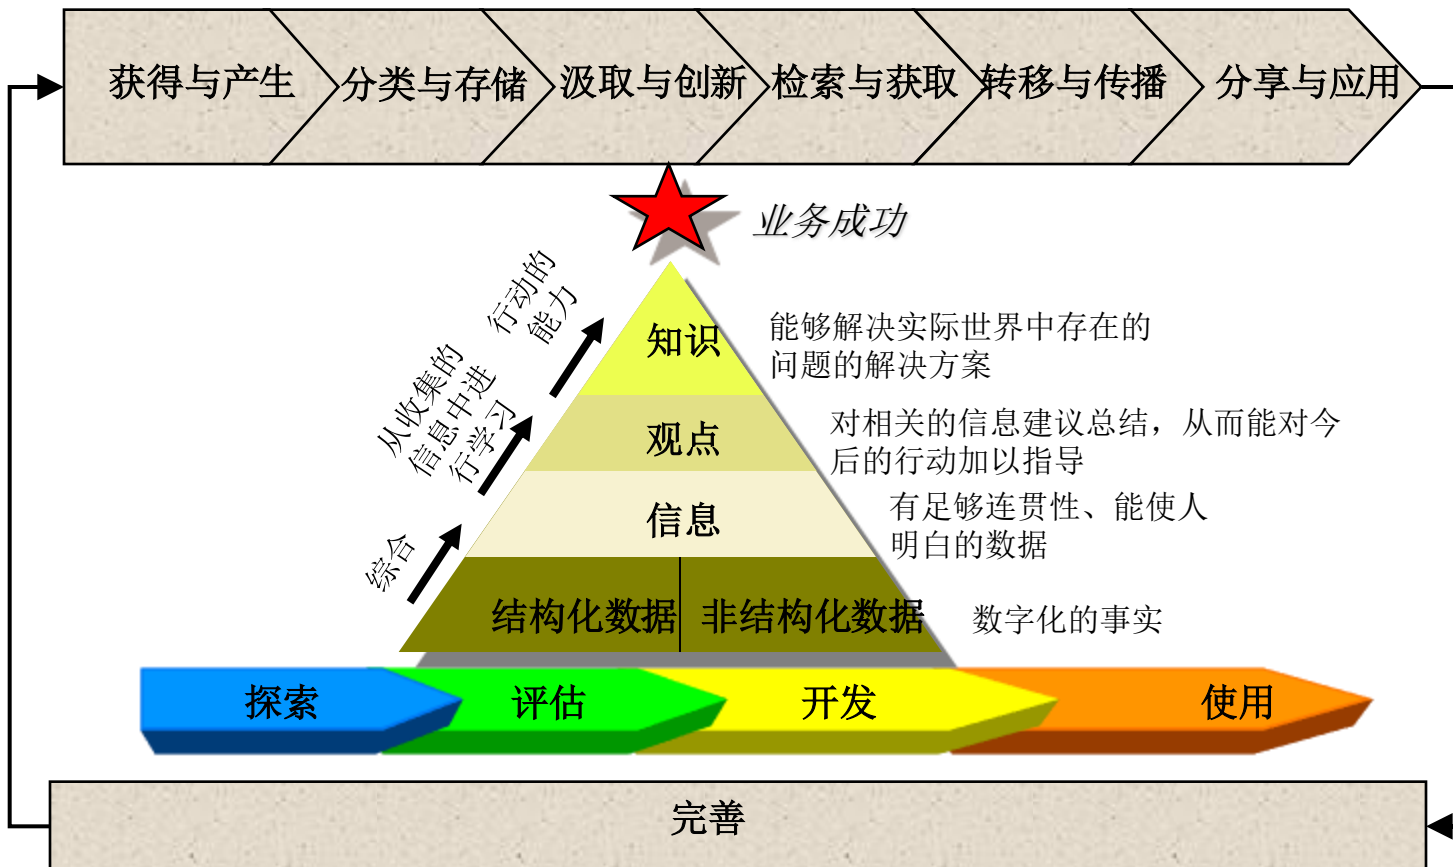 获得与产生
分类与存储
汲取与创新
检索与获取
转移与传播
分享与应用
业务成功
行动的
能力
知识
能够解决实际世界中存在的
问题的解决方案
从收集的
信息中进
行学习
观点
对相关的信息建议总结，从而能对今
后的行动加以指导
信息
有足够连贯性、能使人
明白的数据
综合
结构化数据
非结构化数据
数字化的事实
探索
评估
开发
使用
完善